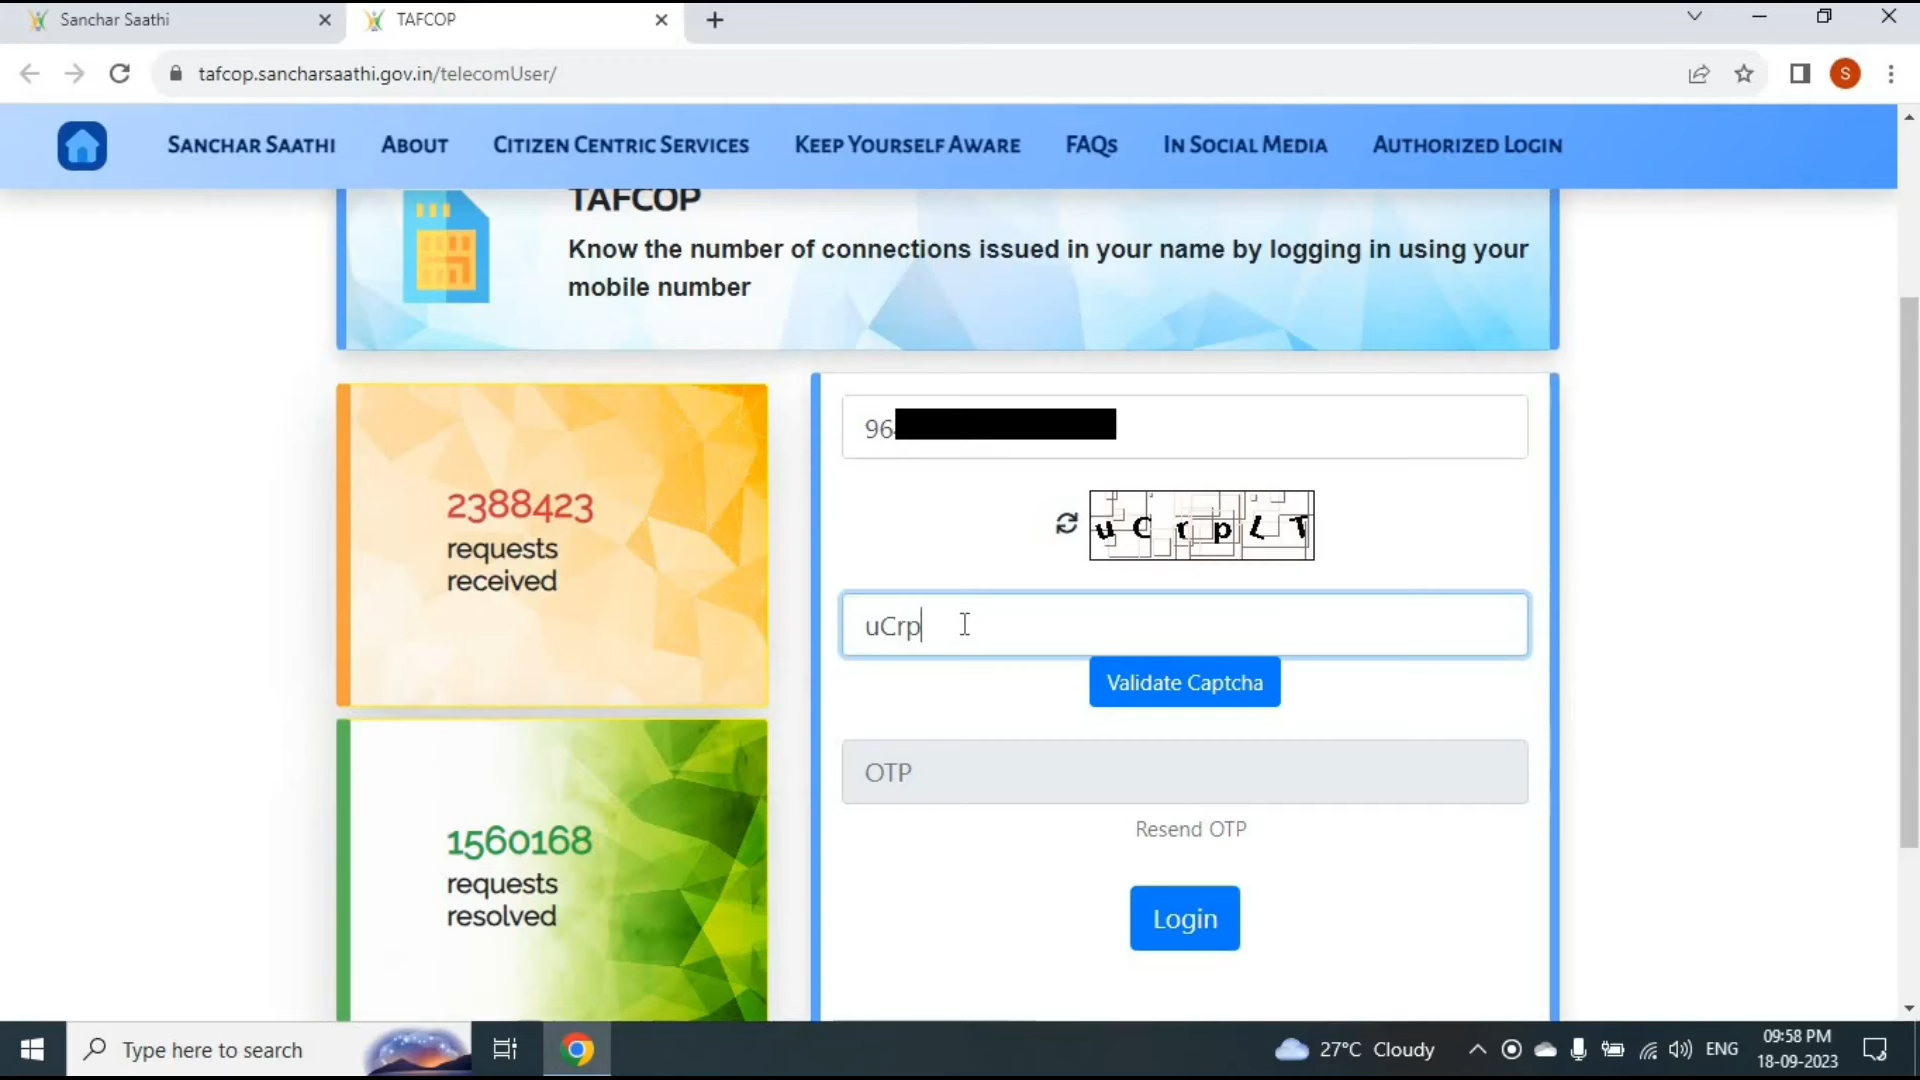 Sanchar Saathi
TAFCOP
tafcop.sancharsaathi.gov.in/telecomUser/
S
SANCHAR SAATHI ABOUT CITIZEN CENTRIC SERVICES KEEP YOURSELF AWARE FAQS IN SOCIAL MEDIA AUTHORIZED LOGIN
TAFCOP
Know the number of connections issued in your name by logging in using your
mobile number
2388423
requests
received
1560168
requests
resolved
96
uCrpLT
uCrp
Validate Captcha
OTP
Resend OTP
Login
Type here to search
27°C Cloudy
ENG
09:58 PM
18-09-2023